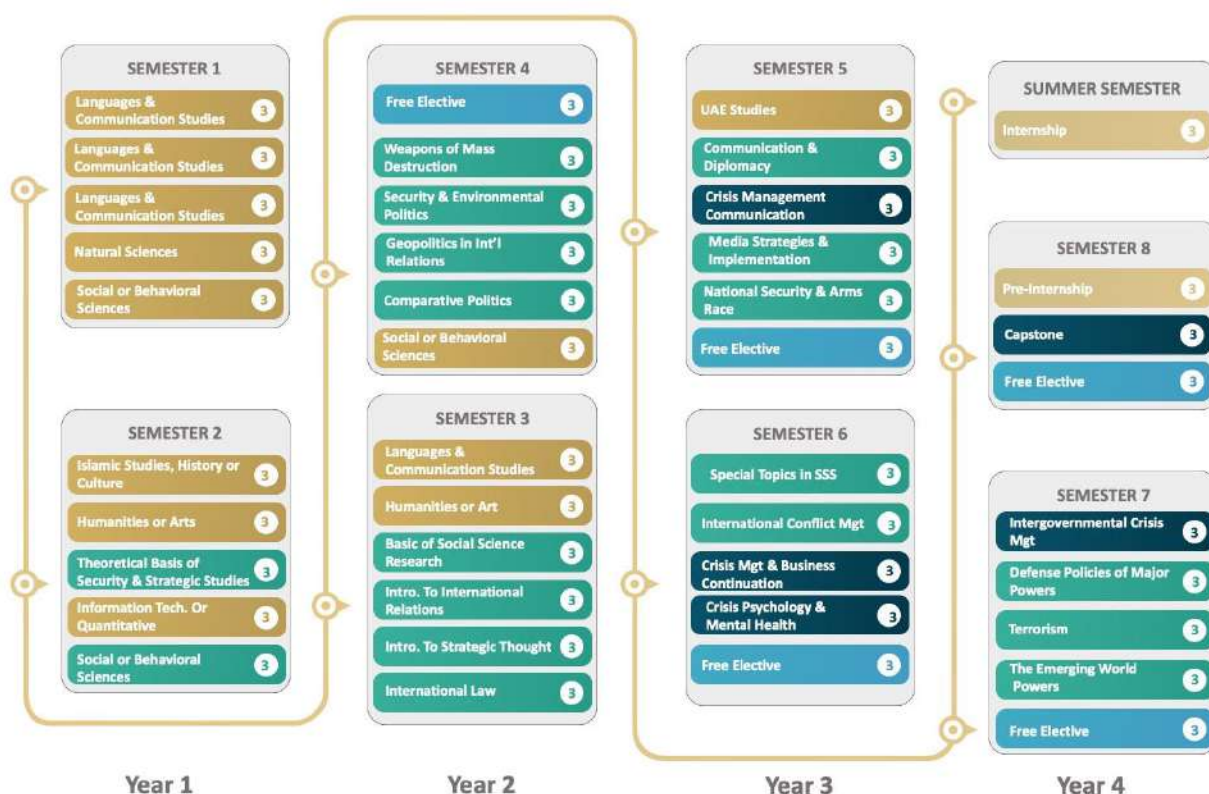 SEMESTER 1
Languages &
Communication Studies
3
Languages &
Communication Studies
3
Languages &
Communication Studies
3
Natural Sciences
3
Social or Behavioral
Sciences
3
SEMESTER 2
Islamic Studies, History or
Culture
3
Humanities or Arts
3
Theoretical Basis of
Security & Strategic Studies
3
Information Tech. Or
Quantitative
3
Social or Behavioral
Sciences
3
Year 1
SEMESTER 4
Free Elective
3
Weapons of Mass
Destruction
3
Security & Environmental
Politics
3
Geopolitics in Int'l
Relations
3
Comparative Politics
3
Social or Behavioral
Sciences
3
SEMESTER 3
Languages &
Communication Studies
3
Humanities or Art
3
Basic of Social Science
Research
3
Intro. To International
Relations
3
Intro. To Strategic Thought
3
International Law
3
Year 2
SEMESTER 5
UAE Studies
3
Communication &
Diplomacy
3
Crisis Management
Communication
3
Media Strategies &
Implementation
3
National Security & Arms
Race
3
Free Elective
3
SEMESTER 6
Special Topics in SSS
3
International Conflict Mgt
3
Crisis Mgt & Business
Continuation
3
Crisis Psychology &
Mental Health
3
Free Elective
3
Year 3
SUMMER SEMESTER
Internship
3
SEMESTER 8
Pre-Internship
3
Capstone
3
Free Elective
3
SEMESTER 7
Intergovernmental Crisis
Mgt
3
Defense Policies of Major
Powers
3
Terrorism
3
The Emerging World
Powers
3
Free Elective
3
Year 4